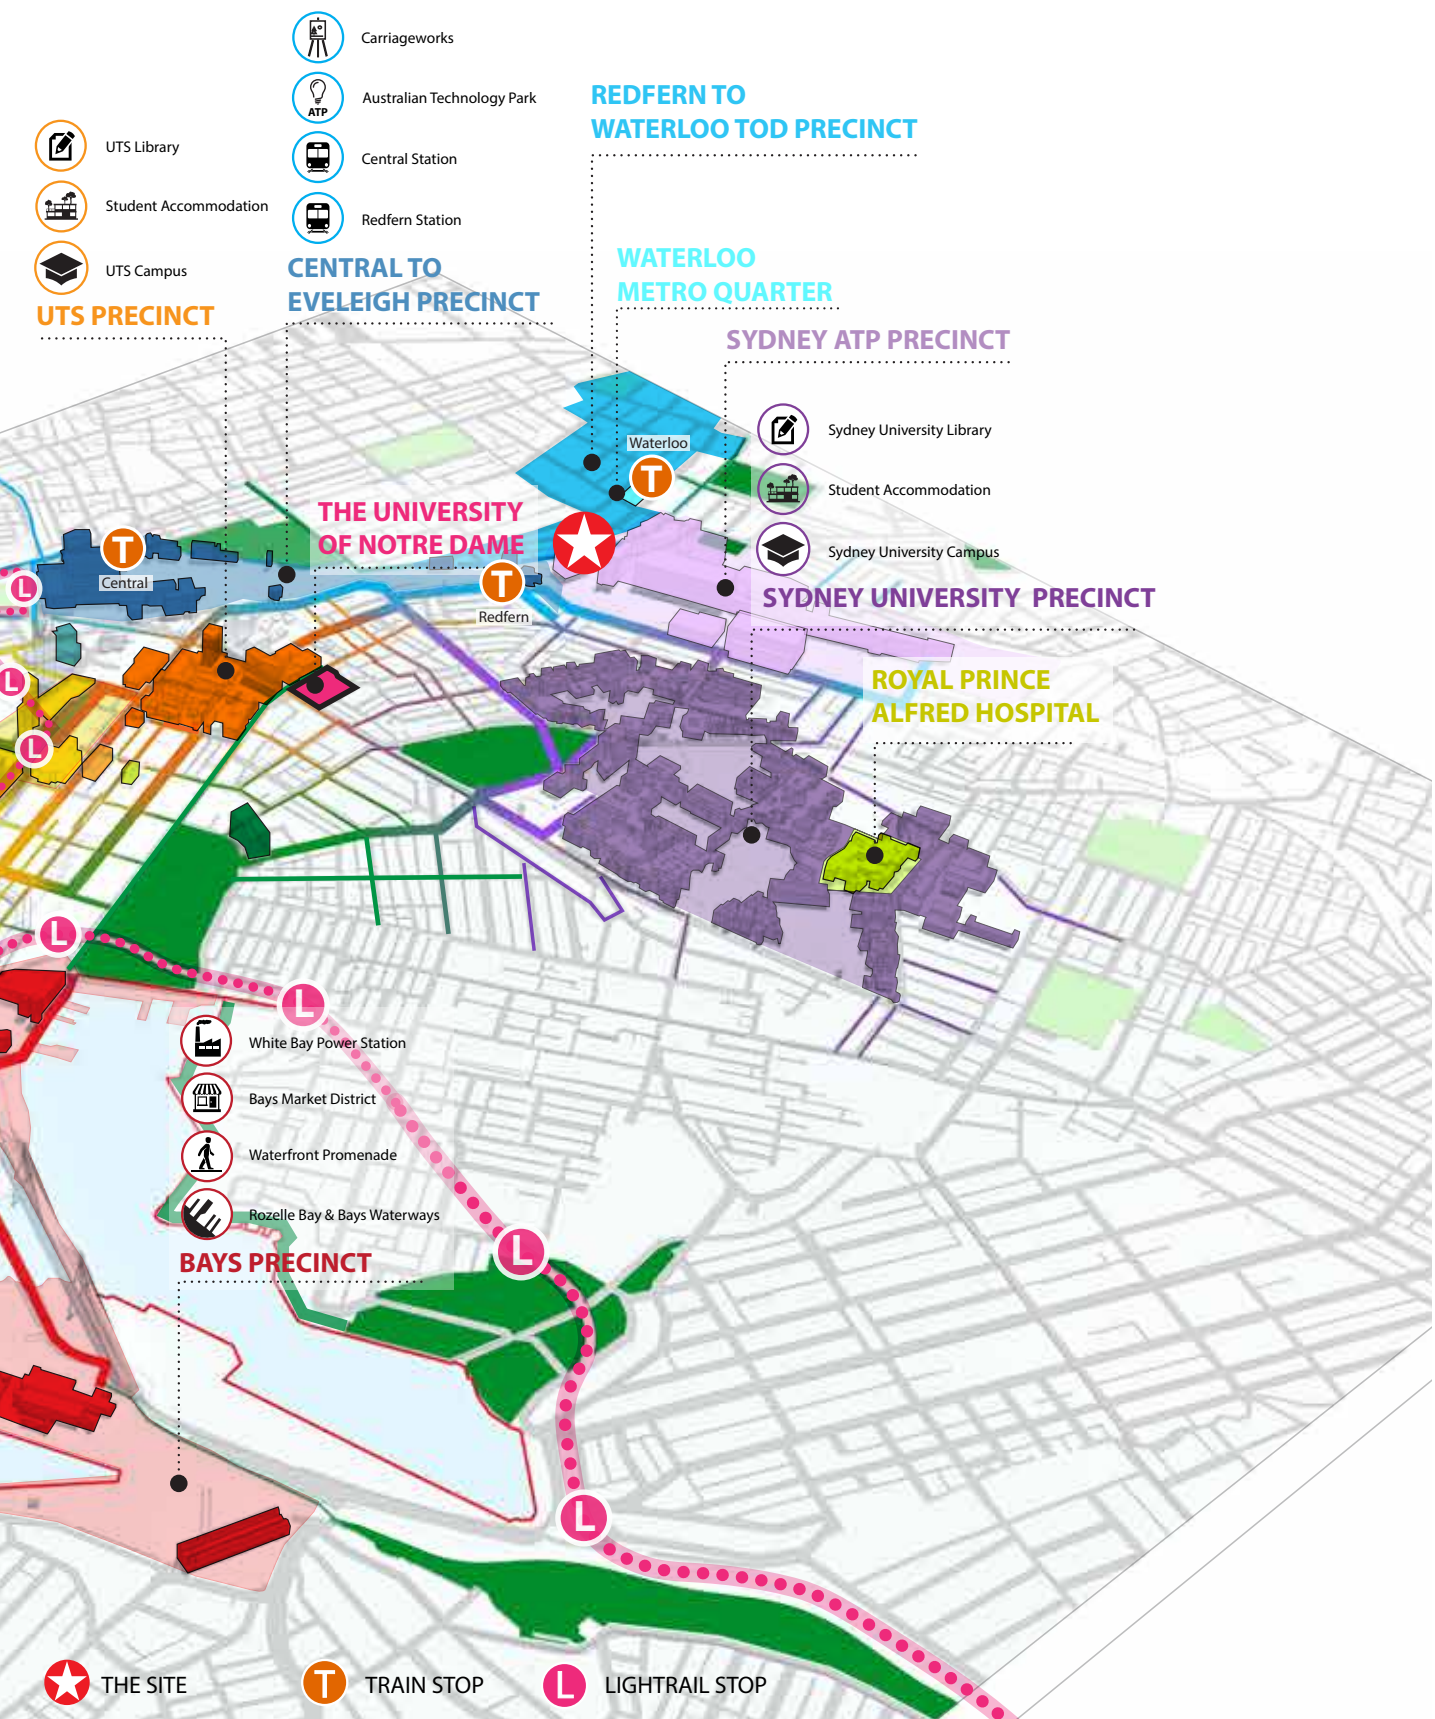 Carriageworks
ATP
Australian Technology Park
Central Station
Redfern Station
CENTRAL TO
EVELEIGH PRECINCT
UTS Library
Student Accommodation
UTS Campus
UTS PRECINCT
REDFERN TO
WATERLOO TOD PRECINCT
WATERLOO
METRO QUARTER
SYDNEY ATP PRECINCT
Sydney University Library
Student Accommodation
Sydney University Campus
SYDNEY UNIVERSITY PRECINCT
Waterloo
T
THE UNIVERSITY
OF NOTRE DAME
T
Central
T
Redfern
L
L
L
ROYAL PRINCE
ALFRED HOSPITAL
L
L
White Bay Power Station
Bays Market District
Waterfront Promenade
Rozelle Bay & Bays Waterways
BAYS PRECINCT
L
L
THE SITE
T TRAIN STOP
L LIGHTRAIL STOP